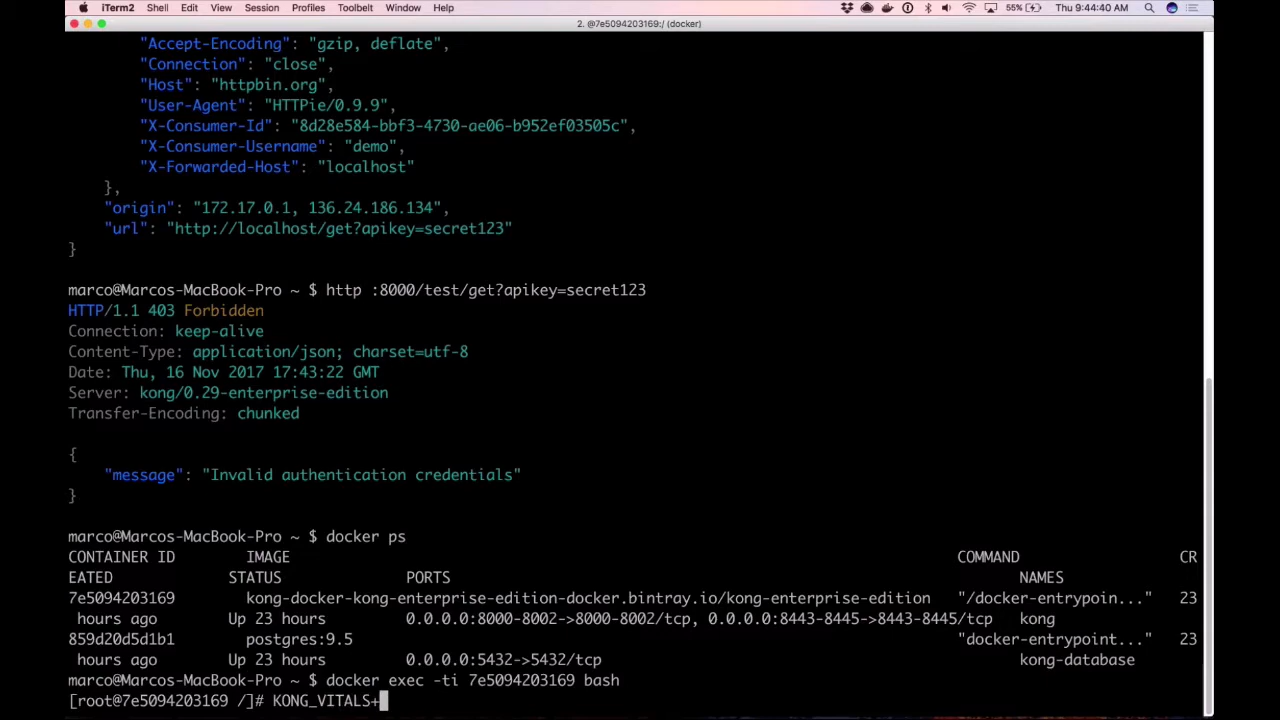 iTerm2 Shell Edit View Session Profiles Toolbelt Window Help 55% Thu 9:44:40 AM
2. @7e5094203169:/ (docker)
"Accept-Encoding": "gzip, deflate",
"Connection": "close",
"Host": "httpbin.org",
"User-Agent": "HTTPie/0.9.9",
"X-Consumer-Id": "8d28e584-bbf3-4730-ae06-b952ef03505c",
"X-Consumer-Username": "demo",
"X-Forwarded-Host": "localhost"
},
"origin": "172.17.0.1, 136.24.186.134",
"url": "http://localhost/get?apikey=secret123"
}
marco@Marcos-MacBook-Pro ~ $ http :8000/test/get?apikey=secret123
HTTP/1.1 403 Forbidden
Connection: keep-alive
Content-Type: application/json; charset=utf-8
Date: Thu, 16 Nov 2017 17:43:22 GMT
Server: kong/0.29-enterprise-edition
Transfer-Encoding: chunked
{
"message": "Invalid authentication credentials"
}
marco@Marcos-MacBook-Pro ~ $ docker ps
CONTAINER ID IMAGE COMMAND CR
EATED STATUS PORTS NAMES
7e5094203169 kong-docker-kong-enterprise-edition-docker.bintray.io/kong-enterprise-edition "/docker-entrypoin..." 23
hours ago Up 23 hours 0.0.0.0:8000-8002->8000-8002/tcp, 0.0.0.0:8443-8445->8443-8445/tcp kong
859d20d5d1b1 postgres:9.5 "docker-entrypoint..." 23
hours ago Up 23 hours 0.0.0.0:5432->5432/tcp kong-database
marco@Marcos-MacBook-Pro ~ $ docker exec -ti 7e5094203169 bash
[root@7e5094203169 /]# KONG_VITALS+